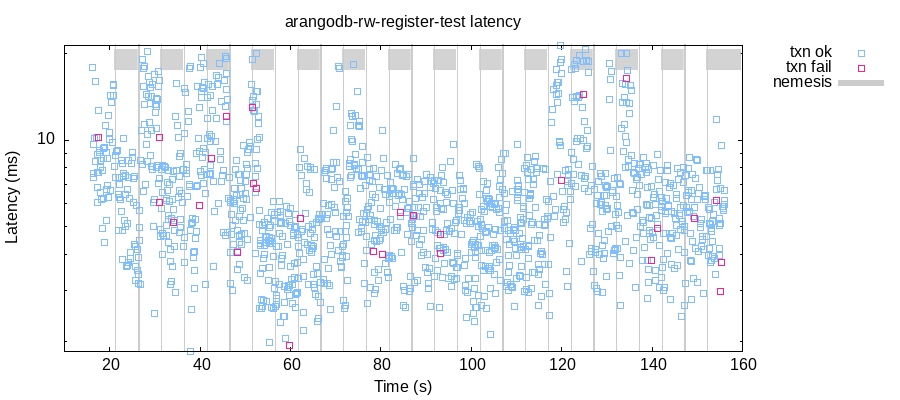 arangodb-rw-register-test latency
txn ok
txn fail
nemesis
10
Latency (ms)
20 40 60 80 100 120 140 160
Time (s)